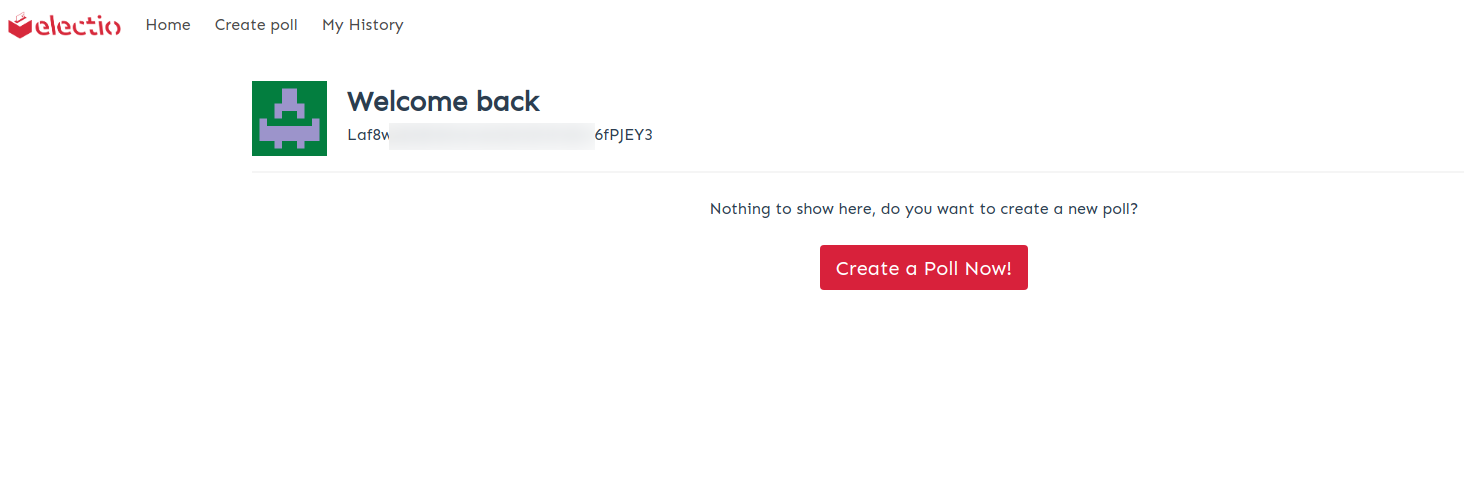 electio Home Create poll My History
Welcome back
Laf8w 6fPJEY3
Nothing to show here, do you want to create a new poll?
Create a Poll Now!